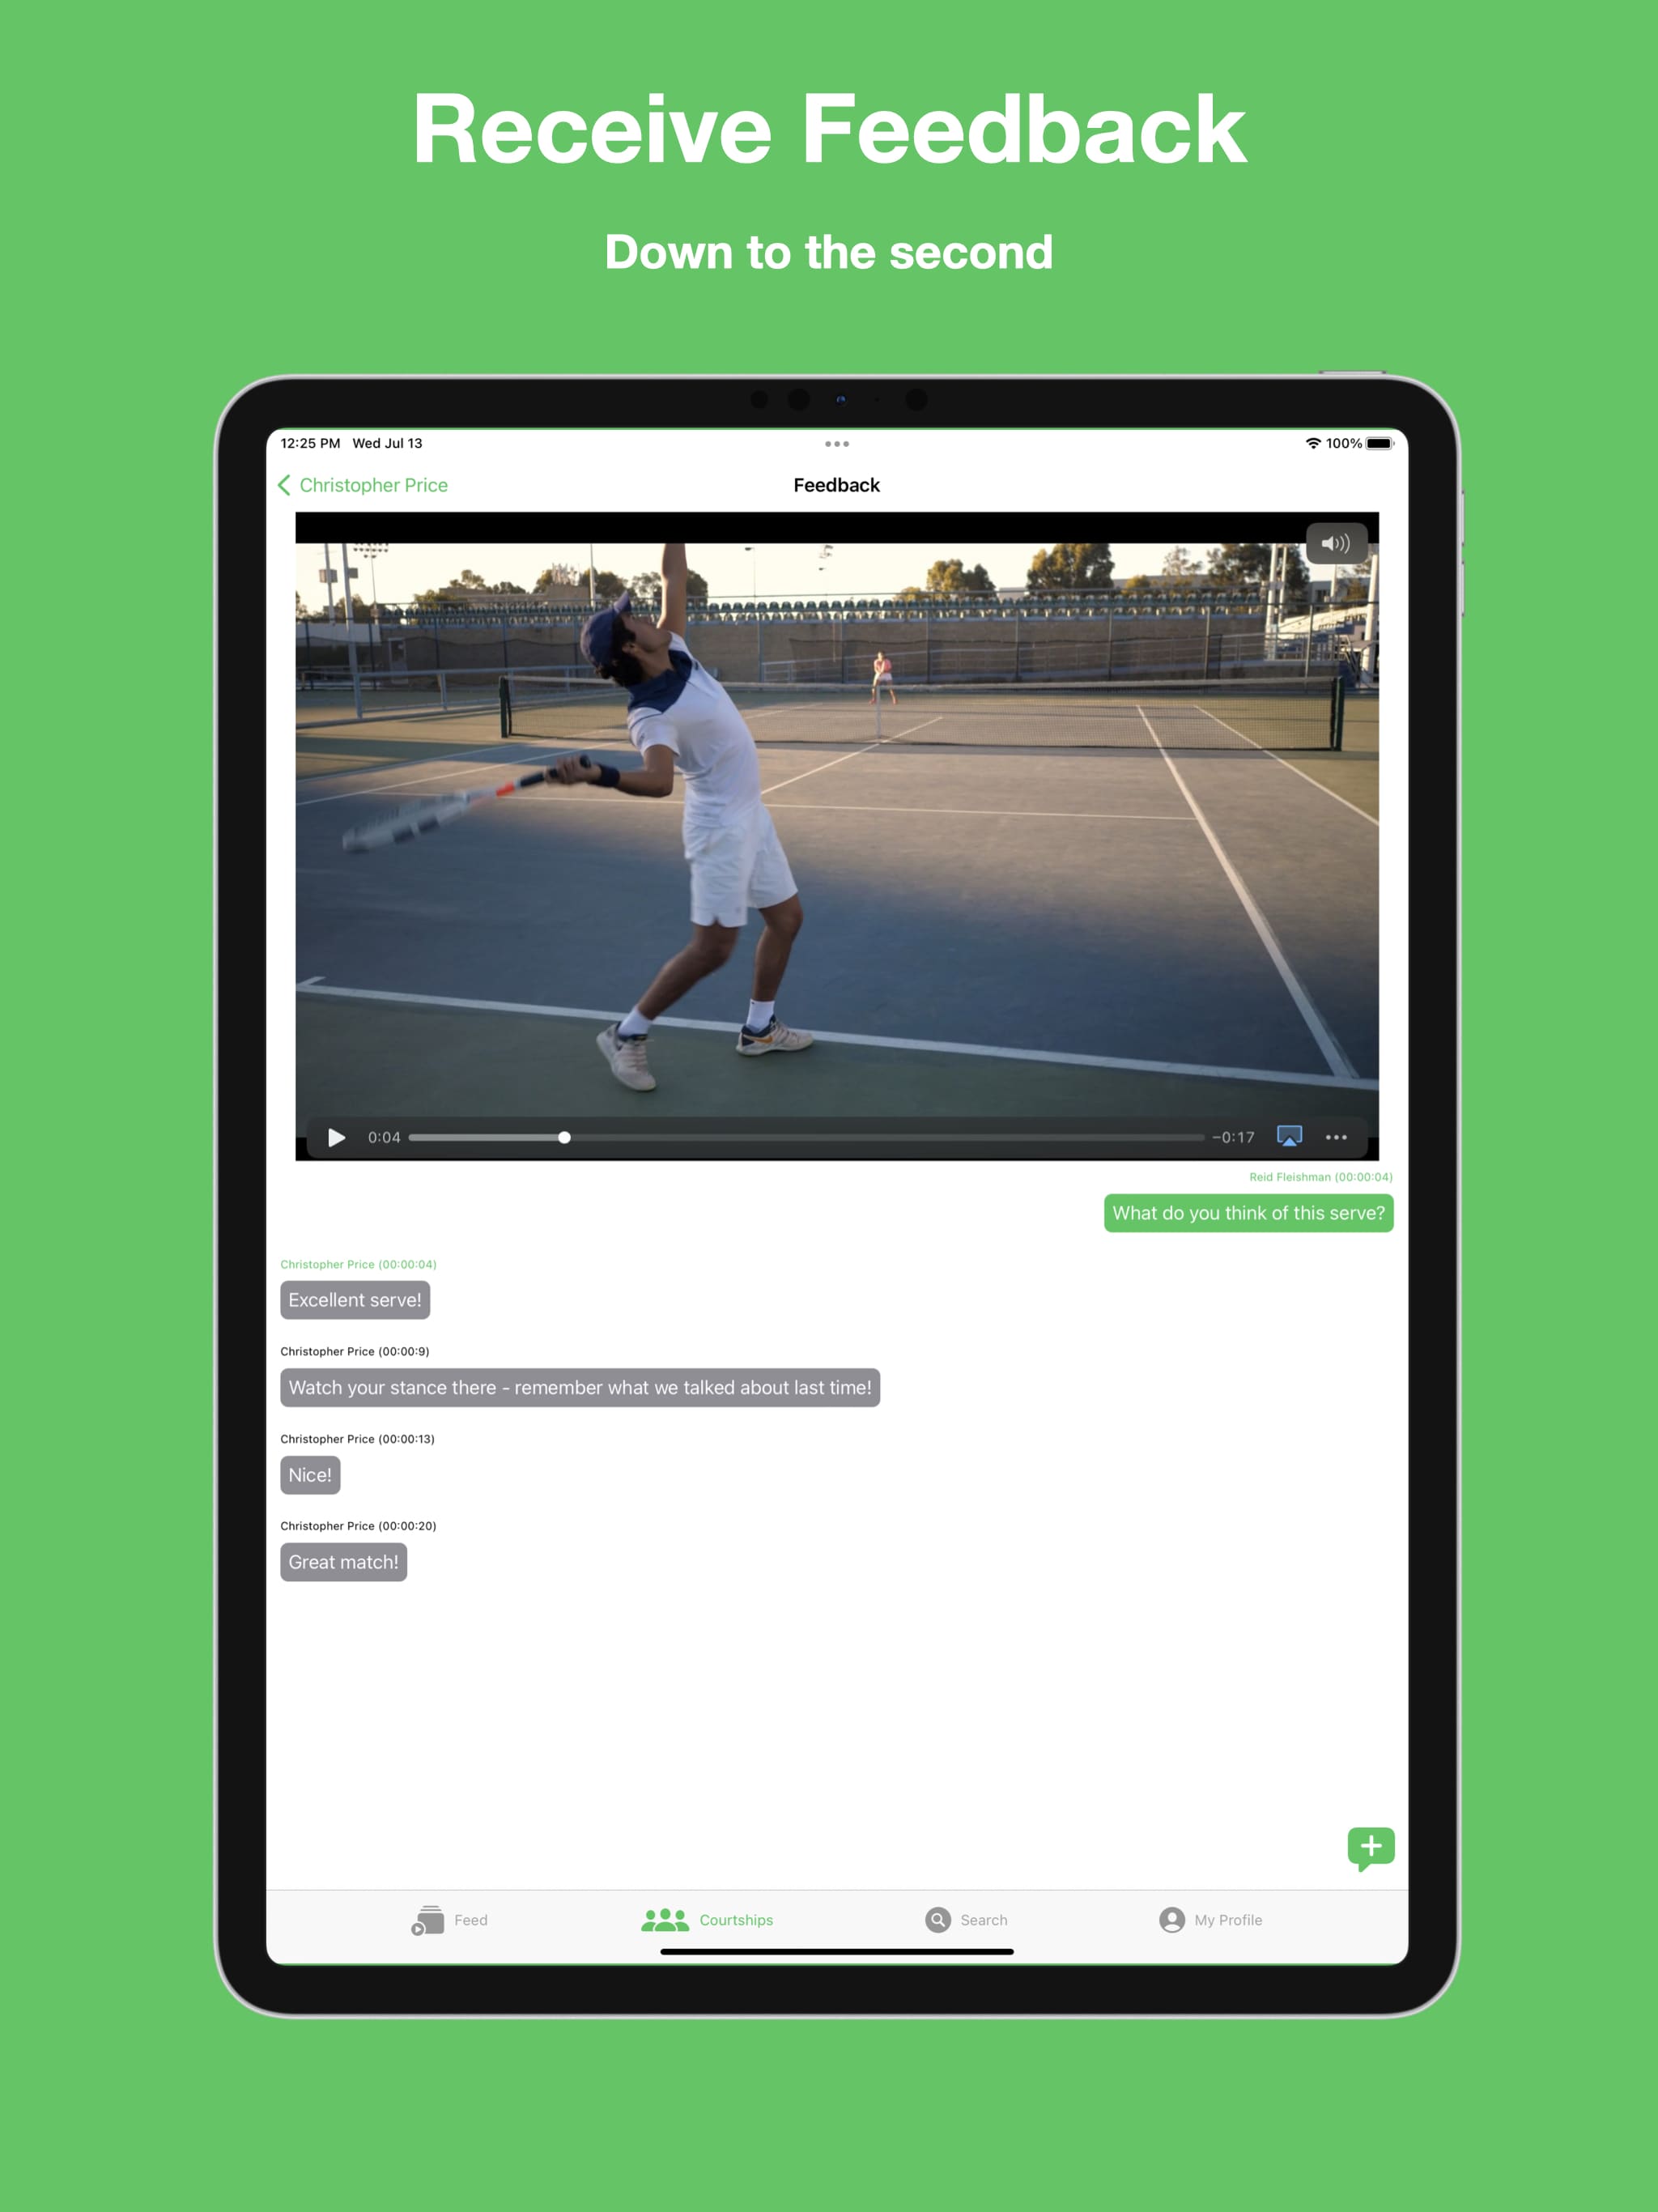 Receive Feedback
Down to the second
12:25 PM Wed Jul 13
100%
Christopher Price
Feedback
0:04
-0:17
Reid Fleishman (00:00:04)
What do you think of this serve?
Christopher Price (00:00:04)
Excellent serve!
Christopher Price (00:00:9)
Watch your stance there - remember what we talked about last time!
Christopher Price (00:00:13)
Nice!
Christopher Price (00:00:20)
Great match!
Feed
Courtships
Search
My Profile